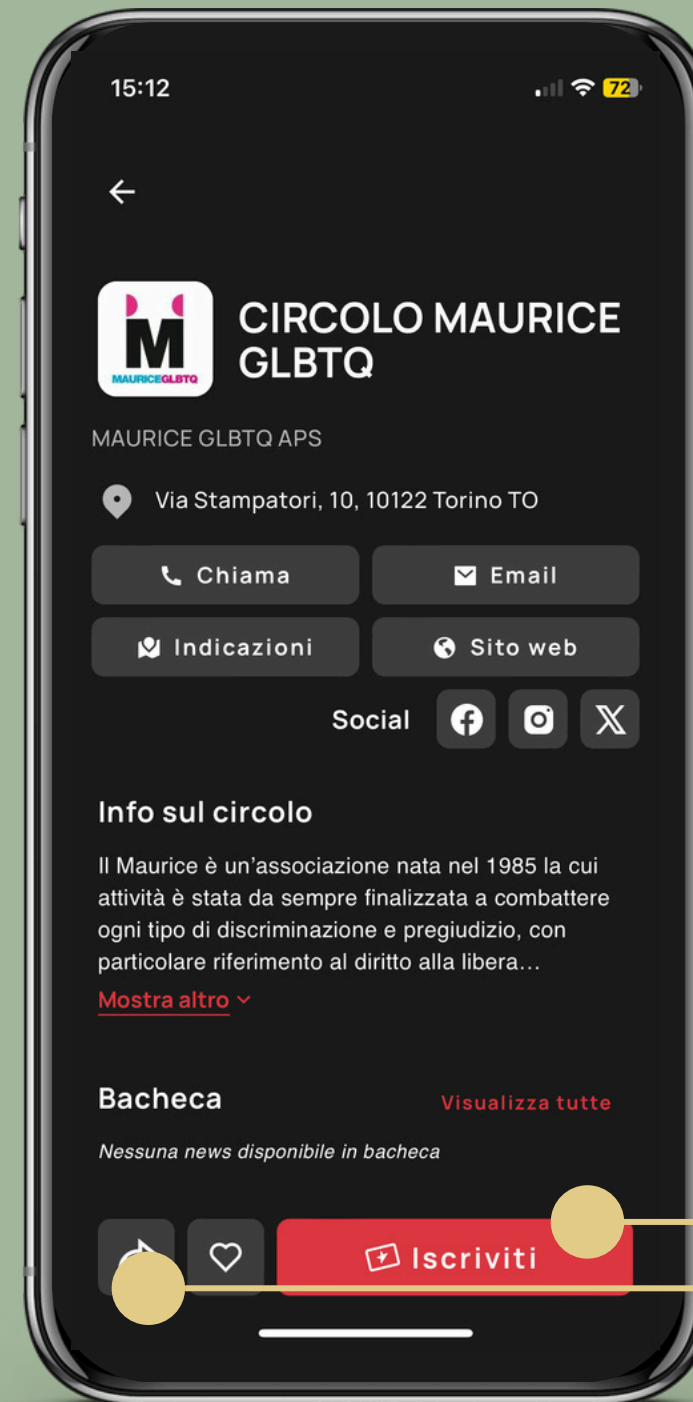 15:12
72
M
MAURICEGLBTQ
CIRCOLO MAURICE
GLBTQ
MAURICE GLBTQ APS
Via Stampatori, 10, 10122 Torino TO
Chiama
Email
Indicazioni
Sito web
Social
Info sul circolo
Il Maurice è un’associazione nata nel 1985 la cui
attività è stata da sempre finalizzata a combattere
ogni tipo di discriminazione e pregiudizio, con
particolare riferimento al diritto alla libera...
Mostra altro
Bacheca
Visualizza tutte
Nessuna news disponibile in bacheca
Iscriviti